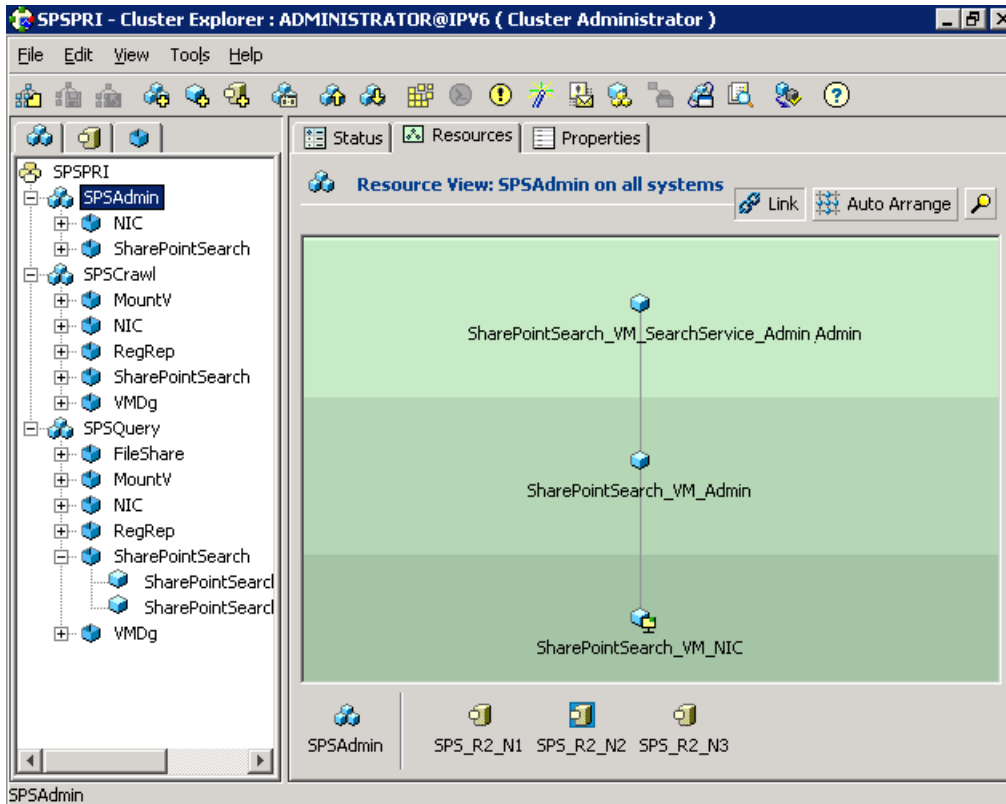 SPSPRI - Cluster Explorer : ADMINISTRATOR@IPV6 ( Cluster Administrator )
File Edit View Tools Help
Status Resources Properties
SPSPRI
SPSAdmin
NIC
SharePointSearch
SPSCrawl
MountV
NIC
RegRep
SharePointSearch
VMDg
SPSQuery
FileShare
MountV
NIC
RegRep
SharePointSearch
SharePointSearcl
SharePointSearcl
VMDg
Resource View: SPSAdmin on all systems
Link Auto Arrange
SharePointSearch_VM_SearchService_Admin Admin
SharePointSearch_VM_Admin
SharePointSearch_VM_NIC
SPSAdmin SPS_R2_N1 SPS_R2_N2 SPS_R2_N3
SPSAdmin